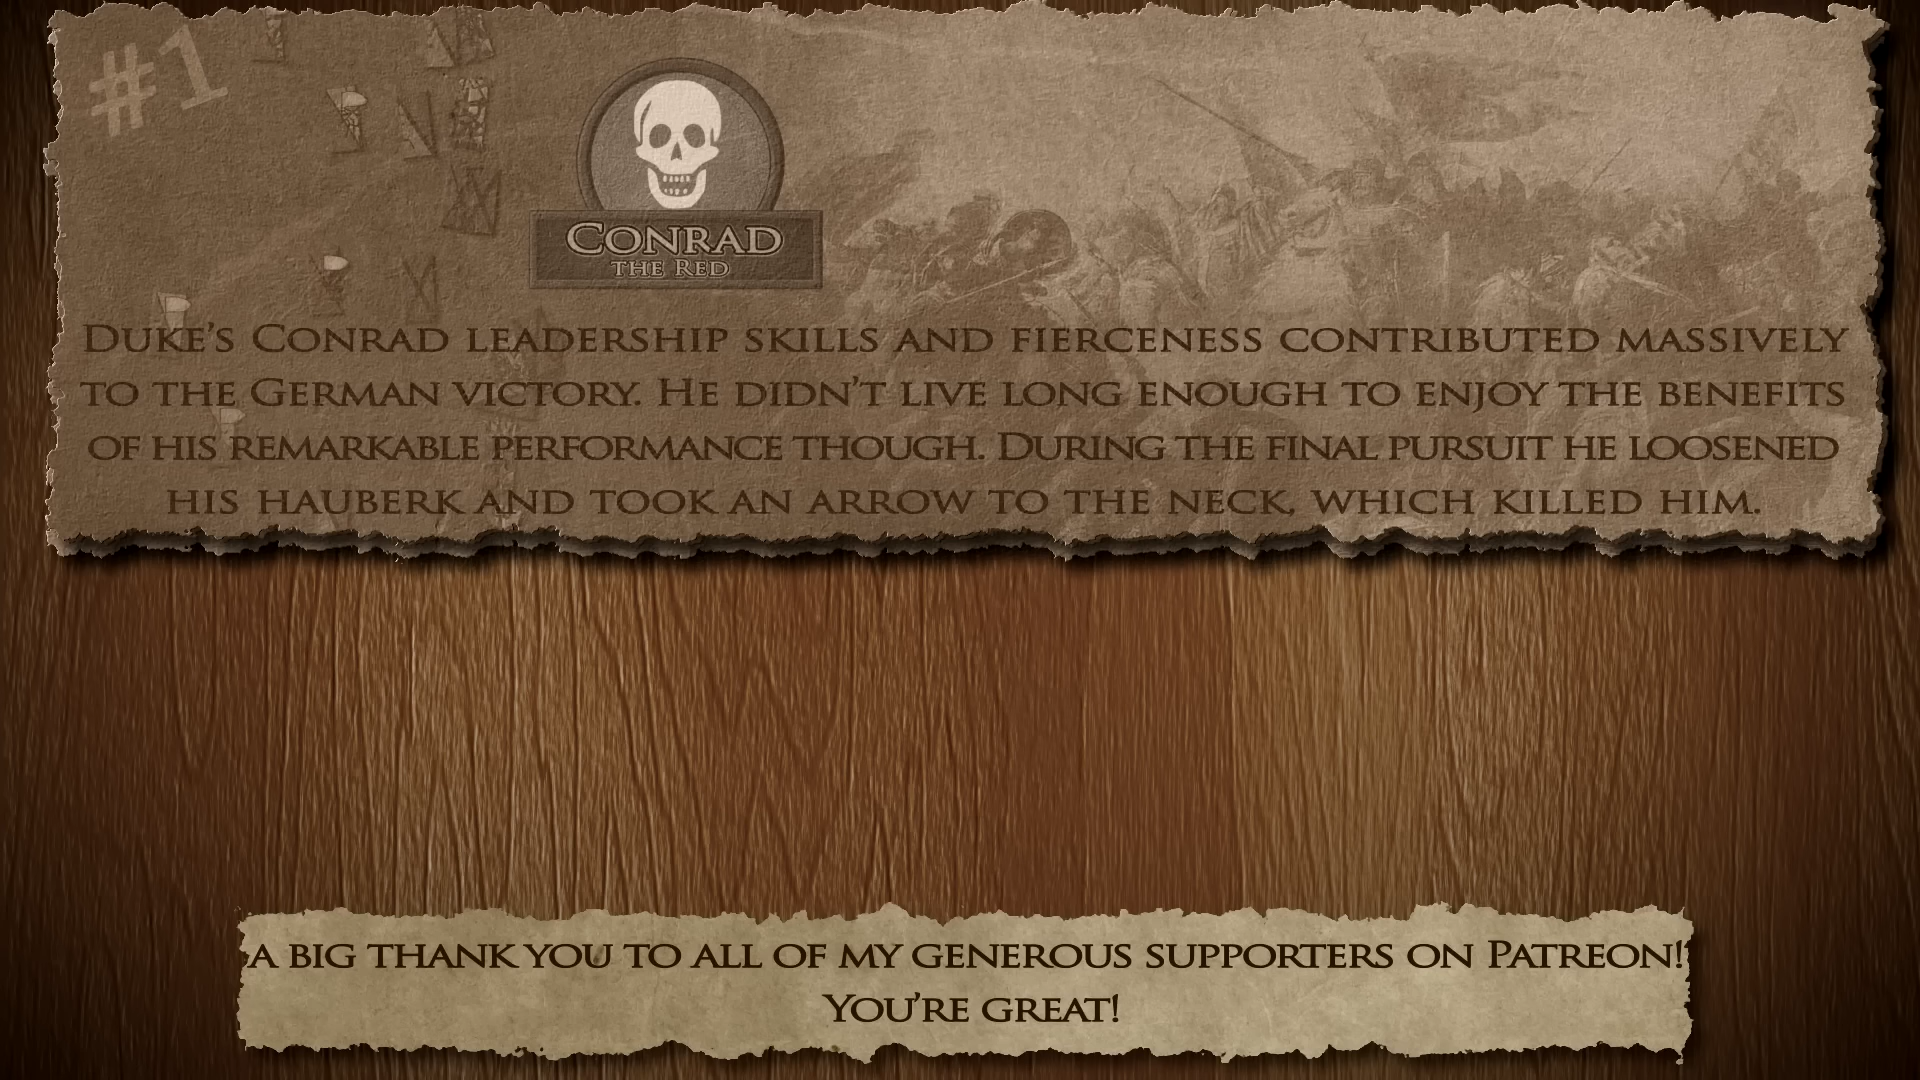 #1
Conrad
the Red
Duke's Conrad leadership skills and fierceness contributed massively
to the German victory. He didn't live long enough to enjoy the benefits
of his remarkable performance though. During the final pursuit he loosened
his hauberk and took an arrow to the neck, which killed him.
a big thank you to all of my generous supporters on Patreon!
You're great!